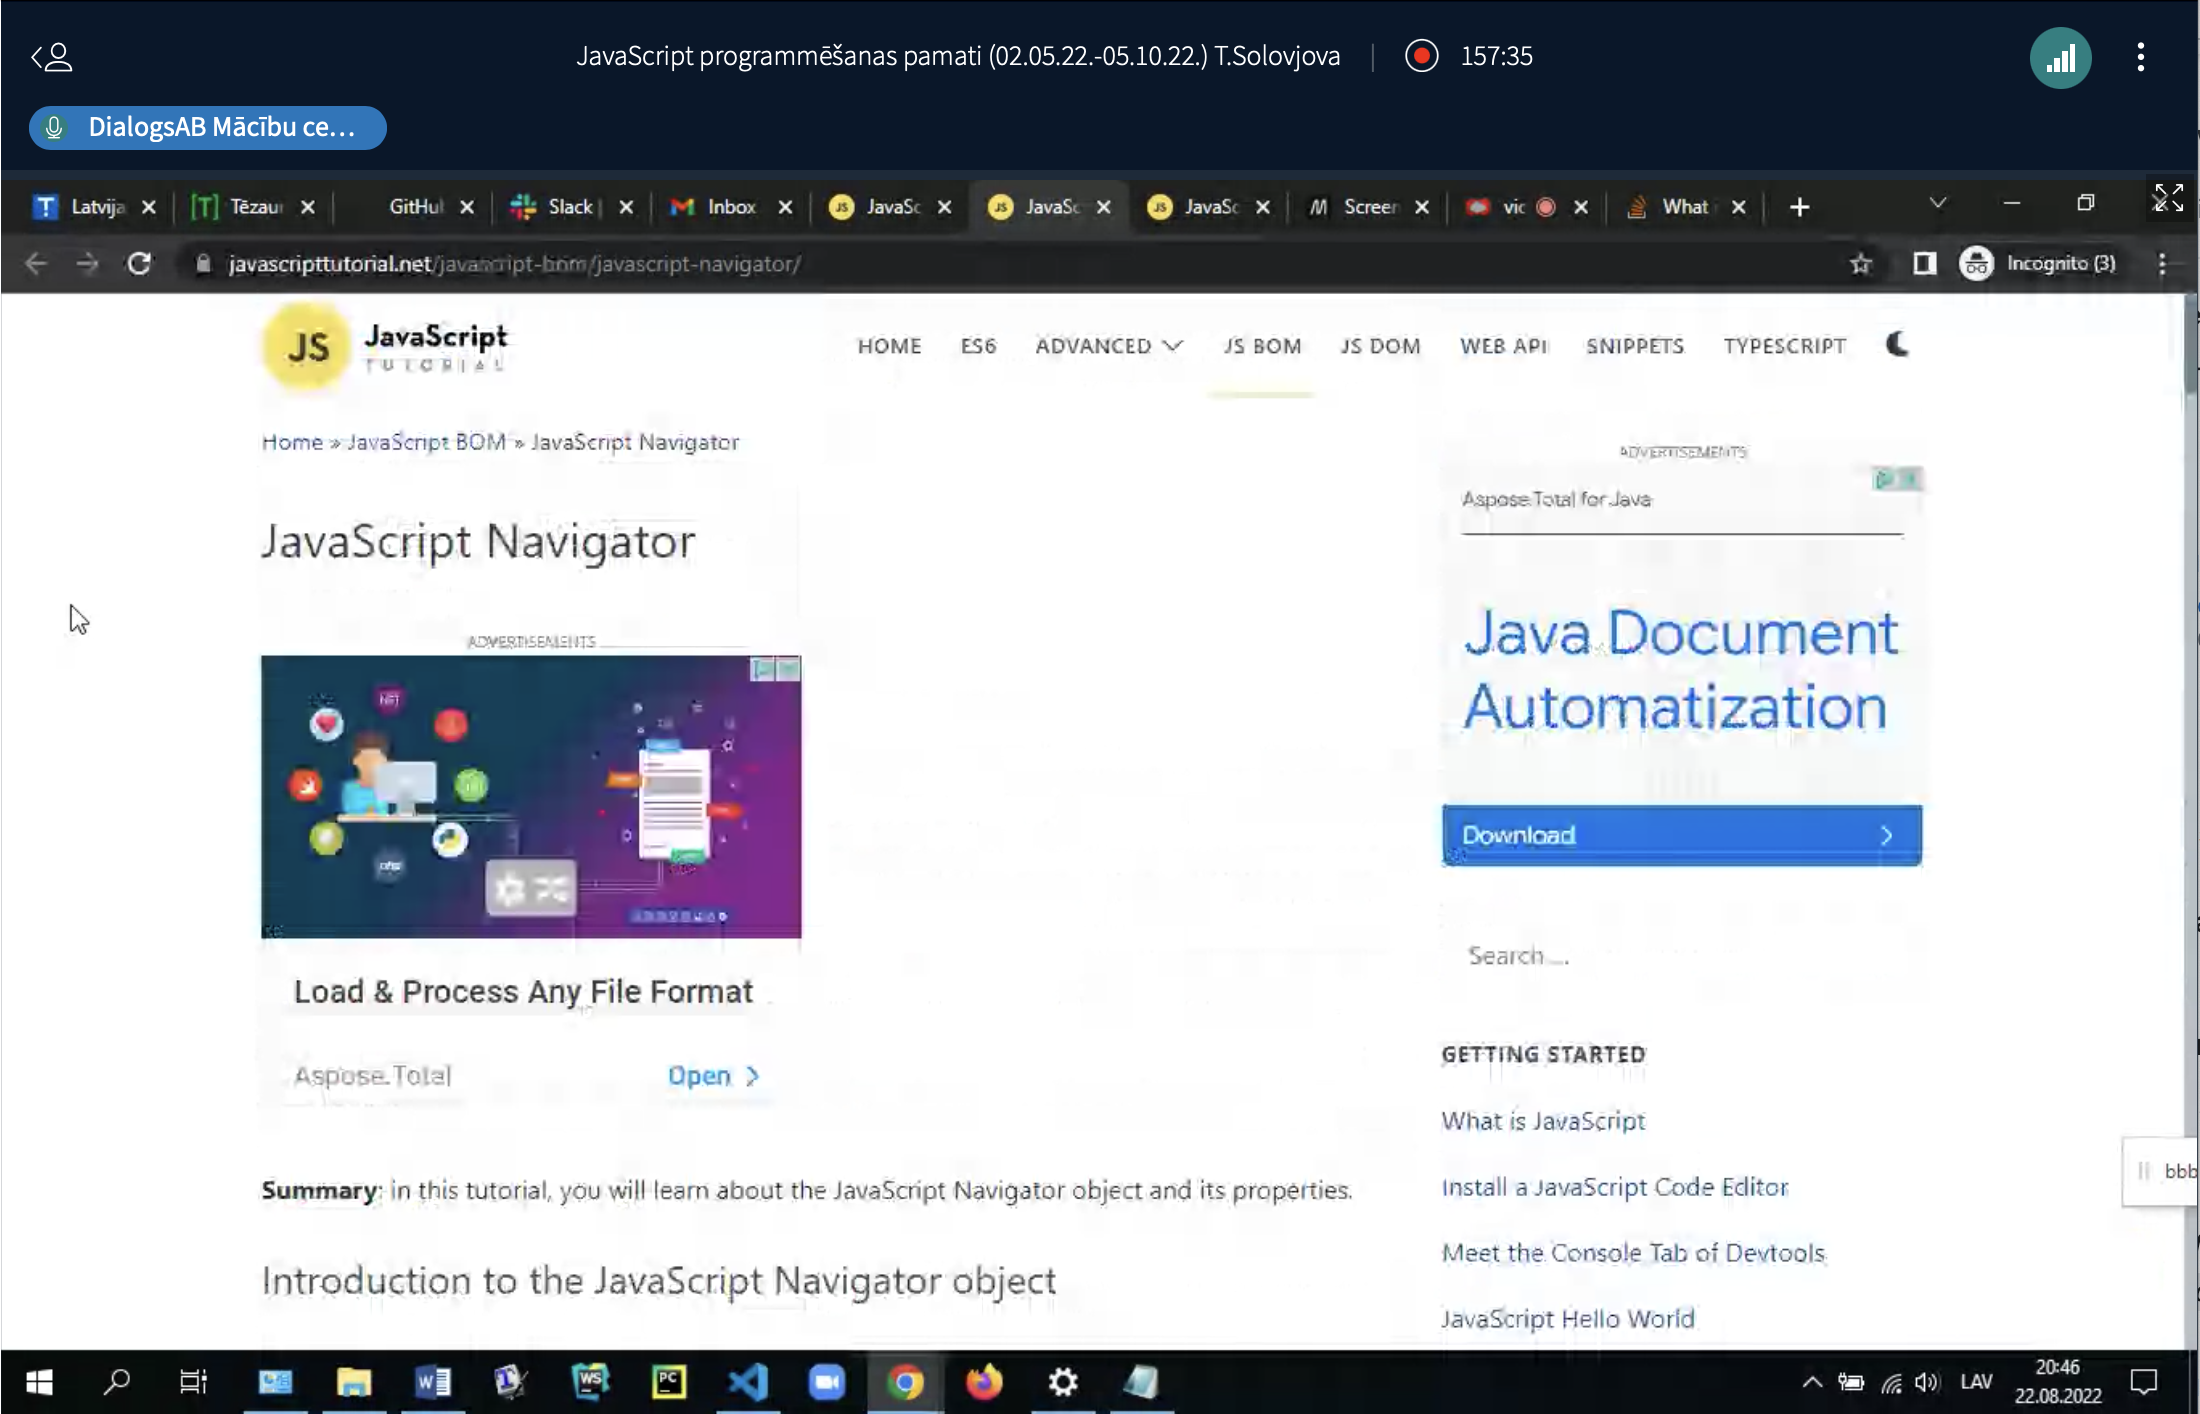 JavaScript programmēšanas pamati (02.05.22.-05.10.22.) T.Solovjova
157:35
DialogsAB Mācību ce...
Latvija
Tēzau
GitHul
Slack
Inbox
JavaSc
JavaSc
JavaSc
Screen
vic
What
javascripttutorial.net/javascript-bom/javascript-navigator/
Incognito (3)
JS
JavaScript
TUTORIAL
HOME
ES6
ADVANCED
JS BOM
JS DOM
WEB API
SNIPPETS
TYPESCRIPT
Home » JavaScript BOM » JavaScript Navigator
JavaScript Navigator
ADVERTISEMENTS
Load & Process Any File Format
Aspose.Total
Open
Summary: in this tutorial, you will learn about the JavaScript Navigator object and its properties.
Introduction to the JavaScript Navigator object
ADVERTISEMENTS
Aspose.Total for Java
Java Document
Automatization
Download
Search ...
GETTING STARTED
What is JavaScript
Install a JavaScript Code Editor
Meet the Console Tab of Devtools
JavaScript Hello World
bbb
LAV
20:46
22.08.2022